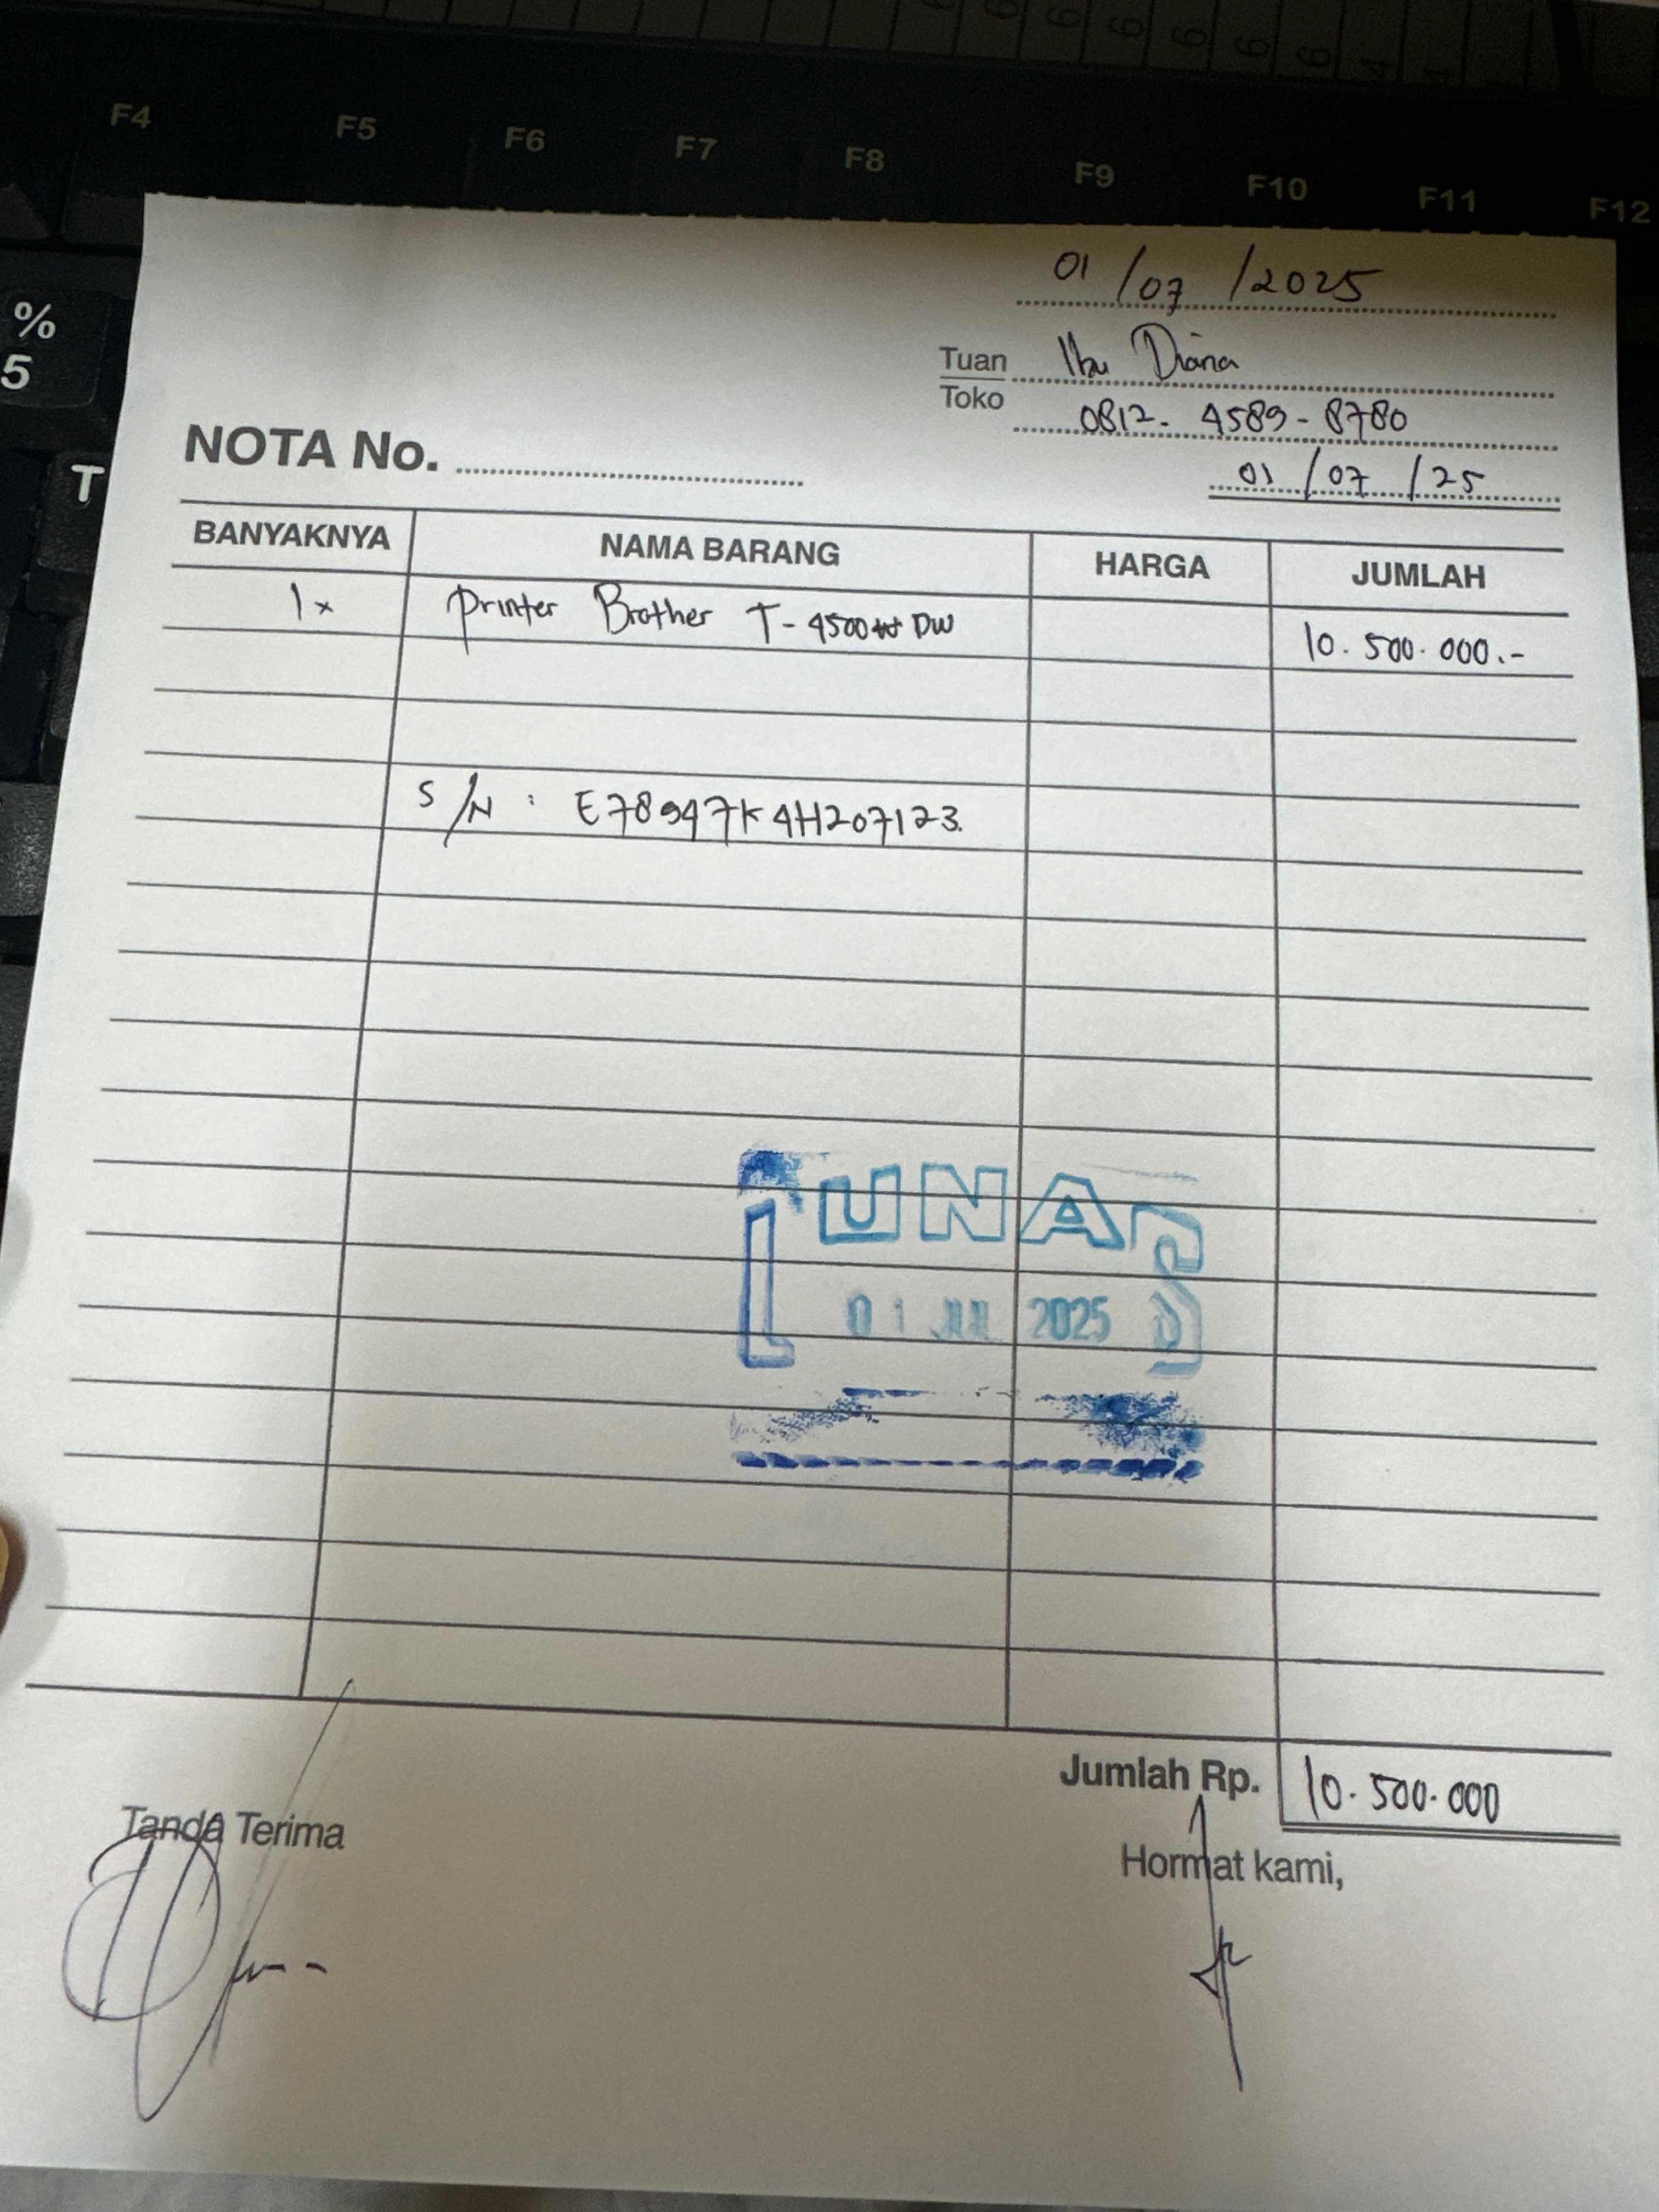 F4 F5 F6 F7 F8 F9 F10 F11 F12
%
5
T
01/07/2025
Tuan Ibu Diana
Toko 0812-4589-8780
NOTA No.
01/07/25
BANYAKNYA NAMA BARANG HARGA JUMLAH
1x Printer Brother T-4500 DW 10.500.000.-
S/N : E78947K4H207123.
LUNAS
01 JUL 2025
Jumlah Rp. 10.500.000
Tanda Terima
Hormat kami,